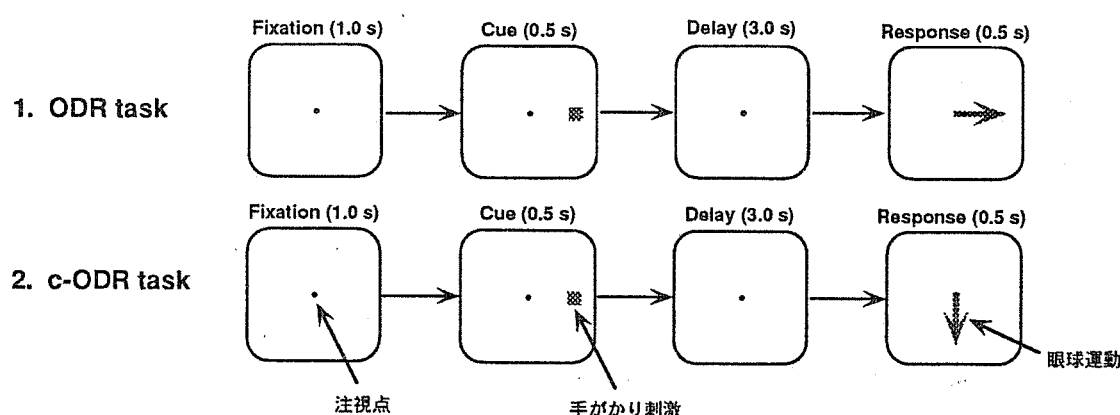 Fixation (1.0 s) Cue (0.5 s) Delay (3.0 s) Response (0.5 s)
1. ODR task
Fixation (1.0 s) Cue (0.5 s) Delay (3.0 s) Response (0.5 s)
2. c-ODR task
眼球運動
注視点 手がかり刺激